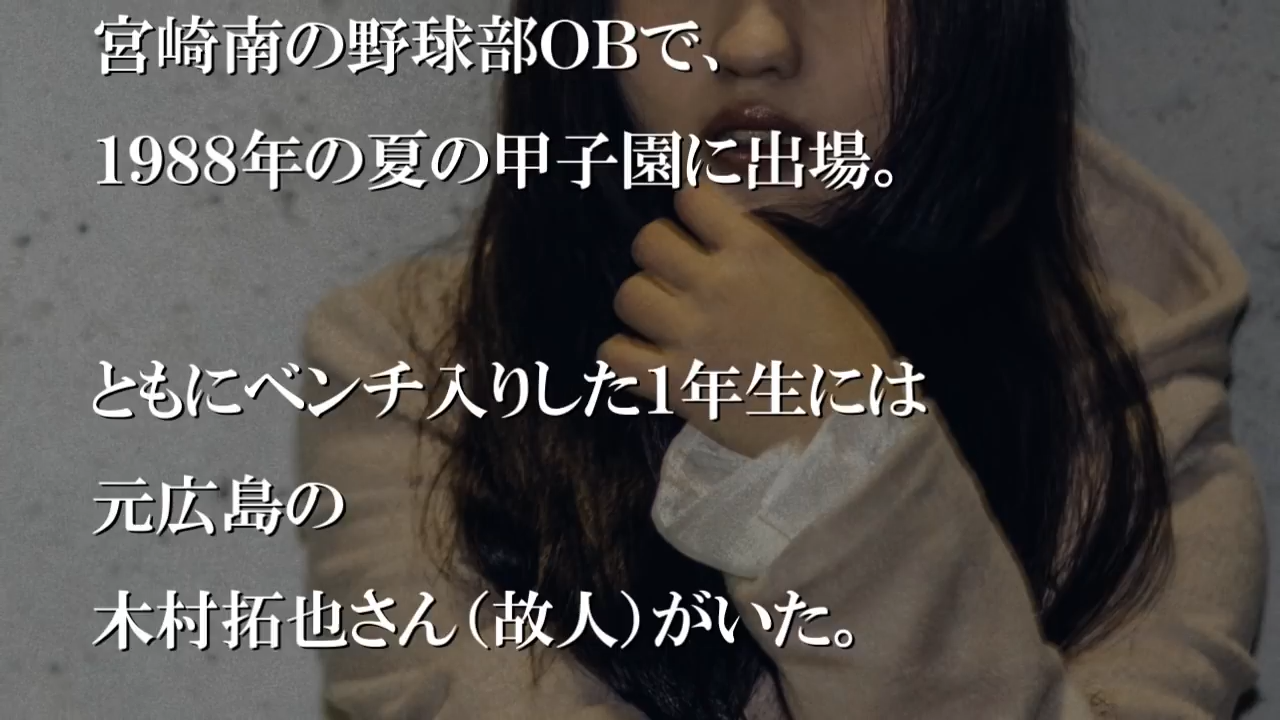 宮崎南の野球部OBで、
1988年の夏の甲子園に出場。
ともにベンチ入りした1年生には
元広島の
木村拓也さん（故人）がいた。